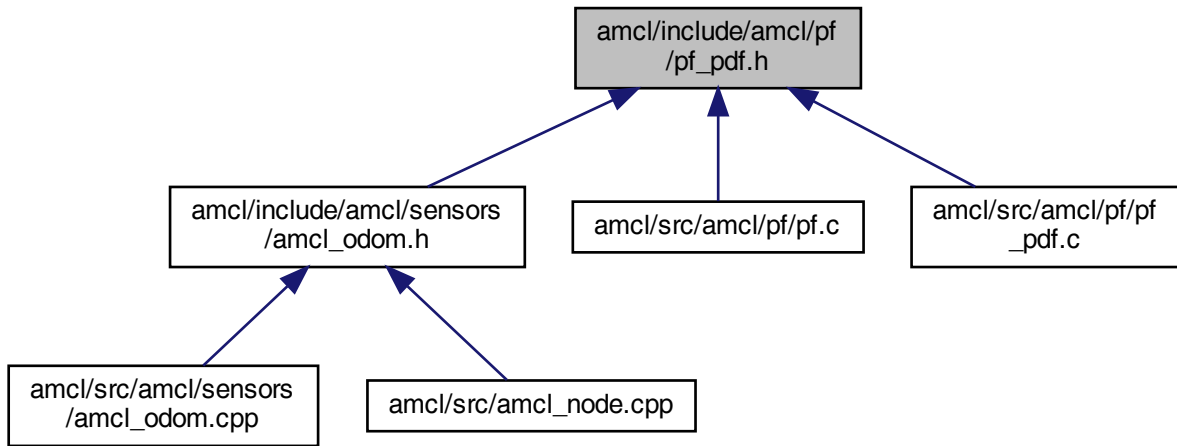 amcl/include/amcl/pf
/pf_pdf.h
amcl/include/amcl/sensors
/amcl_odom.h
amcl/src/amcl/pf/pf.c
amcl/src/amcl/pf/pf
_pdf.c
amcl/src/amcl/sensors
/amcl_odom.cpp
amcl/src/amcl_node.cpp